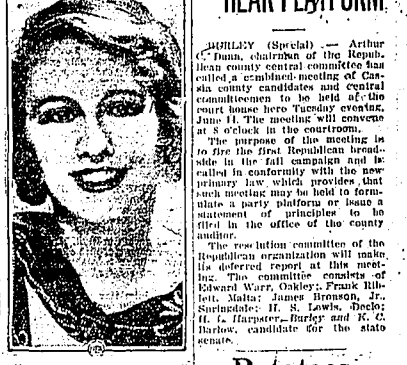 HEAR PLATFORM
BURLEY (Special) — Arthur
C. Dunn, chairman of the Repub-
lican county central committee has
called a combined meeting of Cas-
sia county candidates and central
committeemen to be held at the
court house here Tuesday evening,
June 11. The meeting will convene
at 8 o'clock in the courtroom.
The purpose of the meeting is
to fire the first Republican broad-
side in the fall campaign and is
called in conformity with the new
primary law which provides that
such meeting may be held to form-
ulate a party platform or issue a
statement of principles to be
filed in the office of the county
auditor.
The resolution committee of the
Republican organization will make
its deferred report at this meet-
ing. The committee consists of
Edward Warr, Oakley; Frank Rib-
lett, Malta; James Bronson, Jr.,
Springdale; H. S. Lewis, Declo;
Harpster, Burley and K. C.
Barlow, candidate for the state
senate.